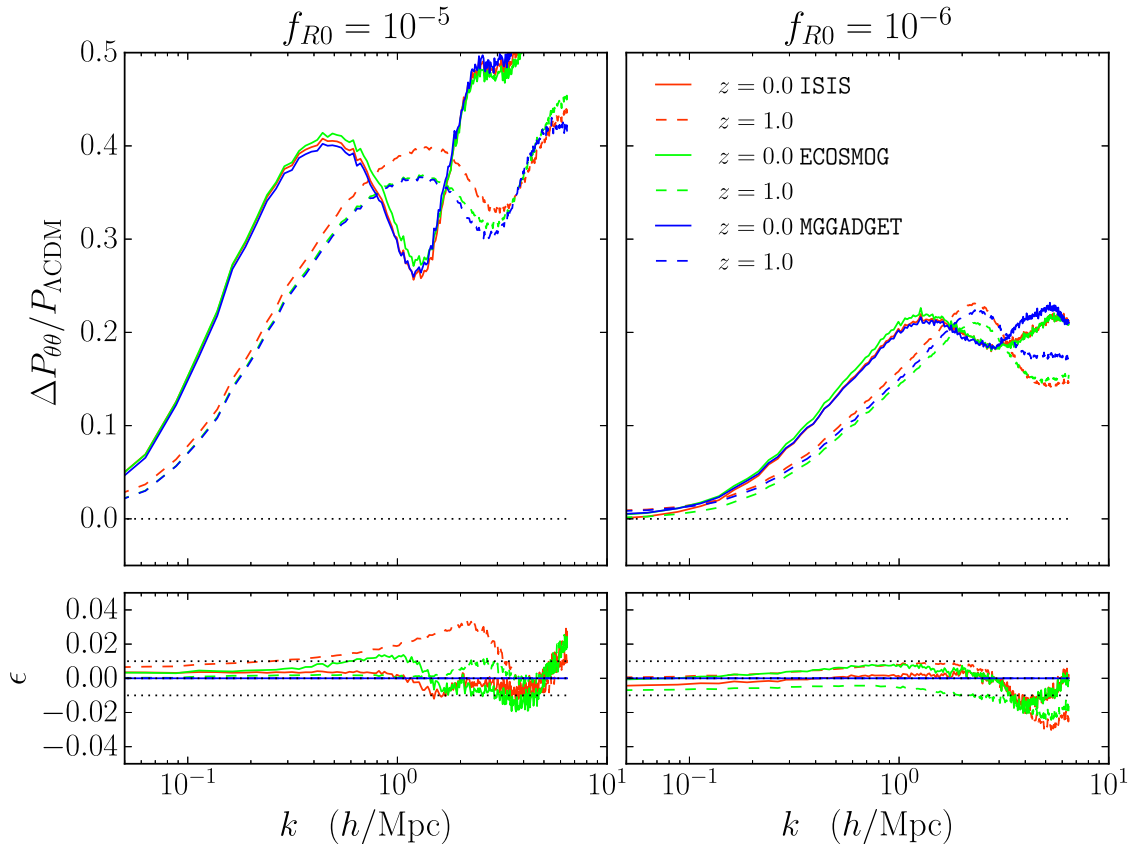 f_{R0} = 10^{-5}
f_{R0} = 10^{-6}
ΔP_{θθ}/P_{ΛCDM}
0.5
0.4
0.3
0.2
0.1
0.0
z = 0.0 ISIS
z = 1.0
z = 0.0 ECOSMOG
z = 1.0
z = 0.0 MGGADGET
z = 1.0
ϵ
0.04
0.02
0.00
−0.02
−0.04
10^{-1}
10^{0}
10^{1}
10^{-1}
10^{0}
10^{1}
k (h/Mpc)
k (h/Mpc)